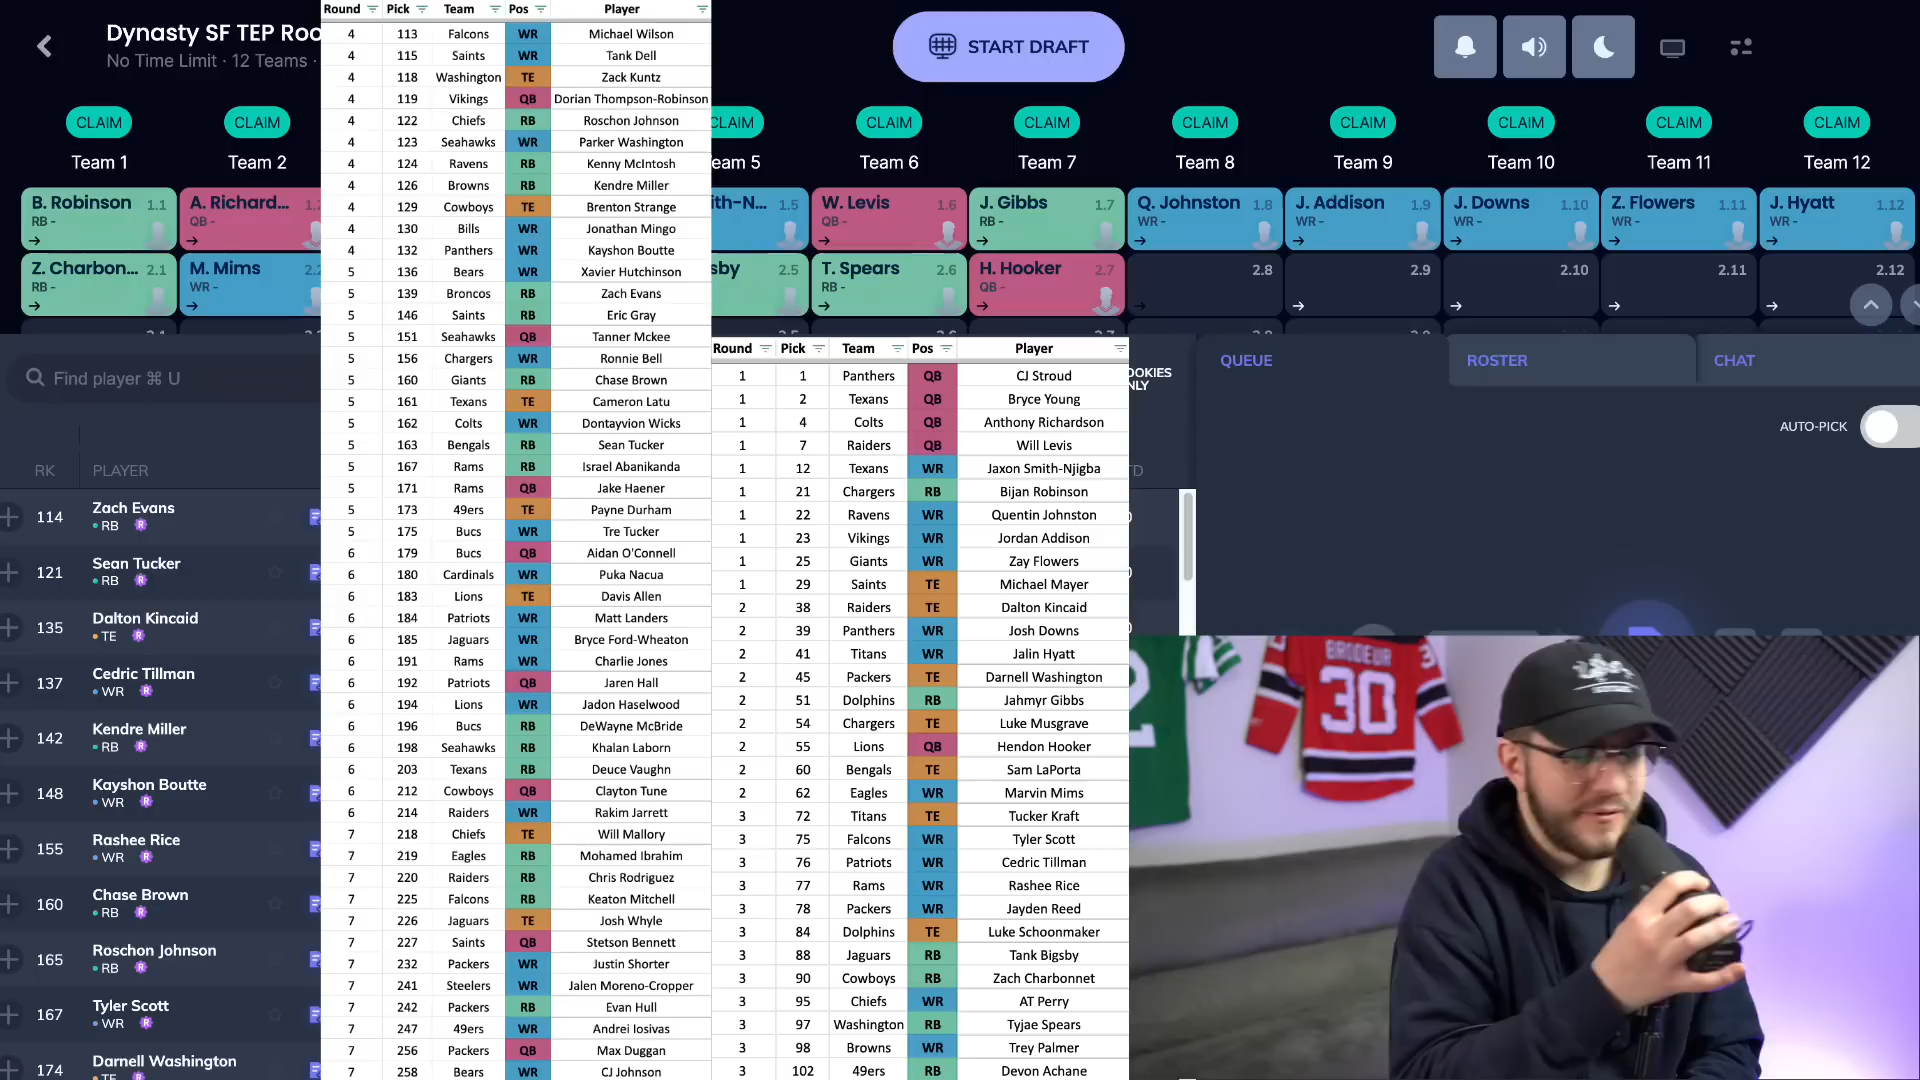 Dynasty SF TEP Roo
No Time Limit · 12 Teams ·
START DRAFT
CLAIM
CLAIM
CLAIM
CLAIM
CLAIM
CLAIM
CLAIM
CLAIM
CLAIM
CLAIM
Team 1
Team 2
eam 5
Team 6
Team 7
Team 8
Team 9
Team 10
Team 11
Team 12
B. Robinson 1.1
RB -
A. Richard...
QB -
ith-N... 1.5
W. Levis 1.6
QB -
J. Gibbs 1.7
RB -
Q. Johnston 1.8
WR -
J. Addison 1.9
WR -
J. Downs 1.10
WR -
Z. Flowers 1.11
WR -
J. Hyatt 1.12
WR -
Z. Charbon... 2.1
RB -
M. Mims 2.2
WR -
sby 2.5
T. Spears 2.6
RB -
H. Hooker 2.7
QB -
2.8
2.9
2.10
2.11
2.12
Find player ⌘ U
RK PLAYER
114 Zach Evans
RB R
121 Sean Tucker
RB R
135 Dalton Kincaid
TE R
137 Cedric Tillman
WR R
142 Kendre Miller
RB R
148 Kayshon Boutte
WR R
155 Rashee Rice
WR R
160 Chase Brown
RB R
165 Roschon Johnson
RB R
167 Tyler Scott
WR R
174 Darnell Washington
TE
Round Pick Team Pos Player
4 113 Falcons WR Michael Wilson
4 115 Saints WR Tank Dell
4 118 Washington TE Zack Kuntz
4 119 Vikings QB Dorian Thompson-Robinson
4 122 Chiefs RB Roschon Johnson
4 123 Seahawks WR Parker Washington
4 124 Ravens RB Kenny McIntosh
4 126 Browns RB Kendre Miller
4 129 Cowboys TE Brenton Strange
4 130 Bills WR Jonathan Mingo
4 132 Panthers WR Kayshon Boutte
5 136 Bears WR Xavier Hutchinson
5 139 Broncos RB Zach Evans
5 146 Saints RB Eric Gray
5 151 Seahawks QB Tanner Mckee
5 156 Chargers WR Ronnie Bell
5 160 Giants RB Chase Brown
5 161 Texans TE Cameron Latu
5 162 Colts WR Dontayvion Wicks
5 163 Bengals RB Sean Tucker
5 167 Rams RB Israel Abanikanda
5 171 Rams QB Jake Haener
5 173 49ers TE Payne Durham
5 175 Bucs WR Tre Tucker
6 179 Bucs QB Aidan O'Connell
6 180 Cardinals WR Puka Nacua
6 183 Lions TE Davis Allen
6 184 Patriots WR Matt Landers
6 185 Jaguars WR Bryce Ford-Wheaton
6 191 Rams WR Charlie Jones
6 192 Patriots QB Jaren Hall
6 194 Lions WR Jadon Haselwood
6 196 Bucs RB DeWayne McBride
6 198 Seahawks RB Khalan Laborn
6 203 Texans RB Deuce Vaughn
6 212 Cowboys QB Clayton Tune
6 214 Raiders WR Rakim Jarrett
7 218 Chiefs TE Will Mallory
7 219 Eagles RB Mohamed Ibrahim
7 220 Raiders RB Chris Rodriguez
7 225 Falcons RB Keaton Mitchell
7 226 Jaguars TE Josh Whyle
7 227 Saints QB Stetson Bennett
7 232 Packers WR Justin Shorter
7 241 Steelers WR Jalen Moreno-Cropper
7 242 Packers RB Evan Hull
7 247 49ers WR Andrei Iosivas
7 256 Packers QB Max Duggan
7 258 Bears WR CJ Johnson
Round Pick Team Pos Player
1 1 Panthers QB CJ Stroud
1 2 Texans QB Bryce Young
1 4 Colts QB Anthony Richardson
1 7 Raiders QB Will Levis
1 12 Texans WR Jaxon Smith-Njigba
1 21 Chargers RB Bijan Robinson
1 22 Ravens WR Quentin Johnston
1 23 Vikings WR Jordan Addison
1 25 Giants WR Zay Flowers
1 29 Saints TE Michael Mayer
2 38 Raiders TE Dalton Kincaid
2 39 Panthers WR Josh Downs
2 41 Titans WR Jalin Hyatt
2 45 Packers TE Darnell Washington
2 51 Dolphins RB Jahmyr Gibbs
2 54 Chargers TE Luke Musgrave
2 55 Lions QB Hendon Hooker
2 60 Bengals TE Sam LaPorta
2 62 Eagles WR Marvin Mims
3 72 Titans TE Tucker Kraft
3 75 Falcons WR Tyler Scott
3 76 Patriots WR Cedric Tillman
3 77 Rams WR Rashee Rice
3 78 Packers WR Jayden Reed
3 84 Dolphins TE Luke Schoonmaker
3 88 Jaguars RB Tank Bigsby
3 90 Cowboys RB Zach Charbonnet
3 95 Chiefs WR AT Perry
3 97 Washington RB Tyjae Spears
3 98 Browns WR Trey Palmer
3 102 49ers RB Devon Achane
OOKIES
NLY
TD
QUEUE
ROSTER
CHAT
AUTO-PICK
BRODEUR
30
2